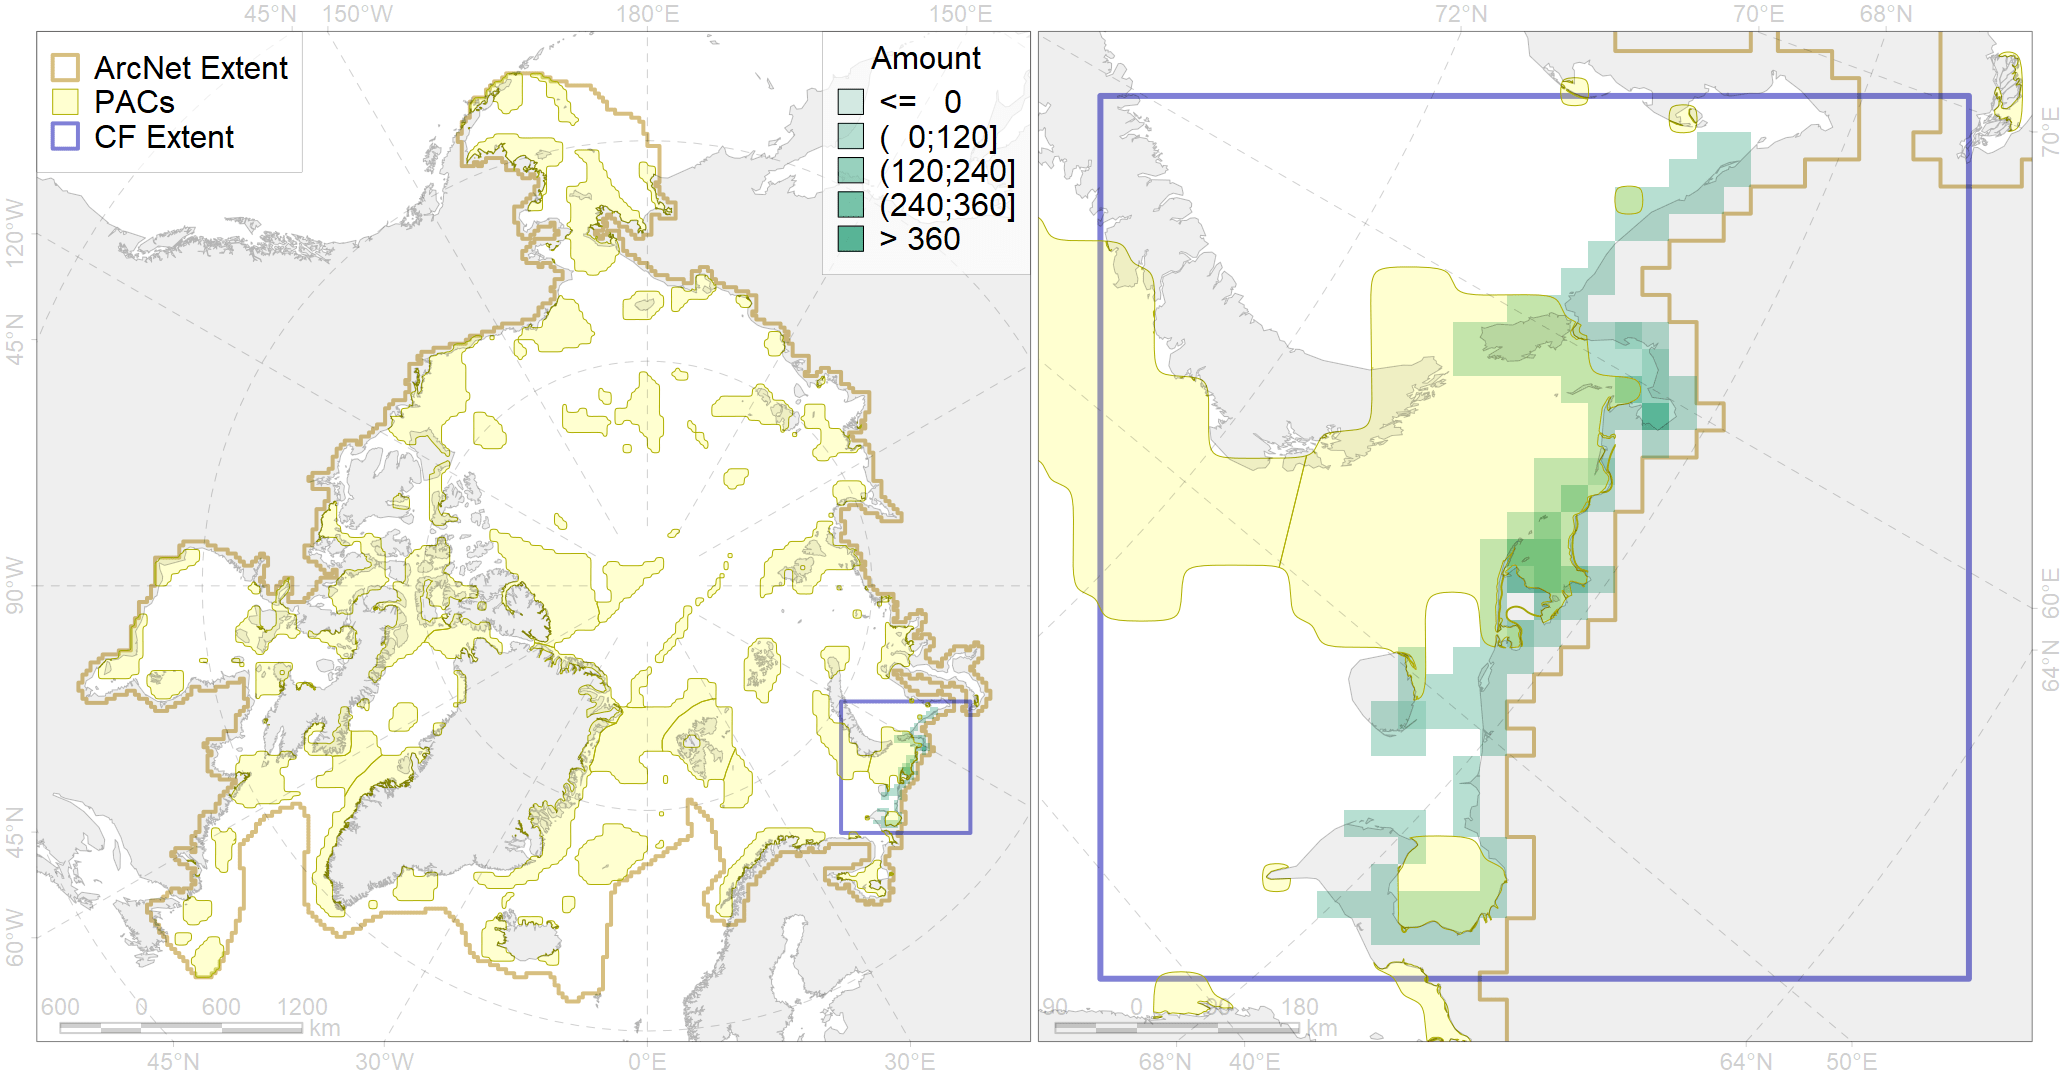 45°N 150°W 180°E 150°E 72°N 70°E 68°N
ArcNet Extent
PACs
CF Extent
Amount
<= 0
( 0;120]
(120;240]
(240;360]
> 360
120°W
45°N
90°W
45°N
60°W
70°E
60°E
64°N
600 0 600 1200
km
90 0 90 180
km
45°N 30°W 0°E 30°E 68°N 40°E 64°N 50°E